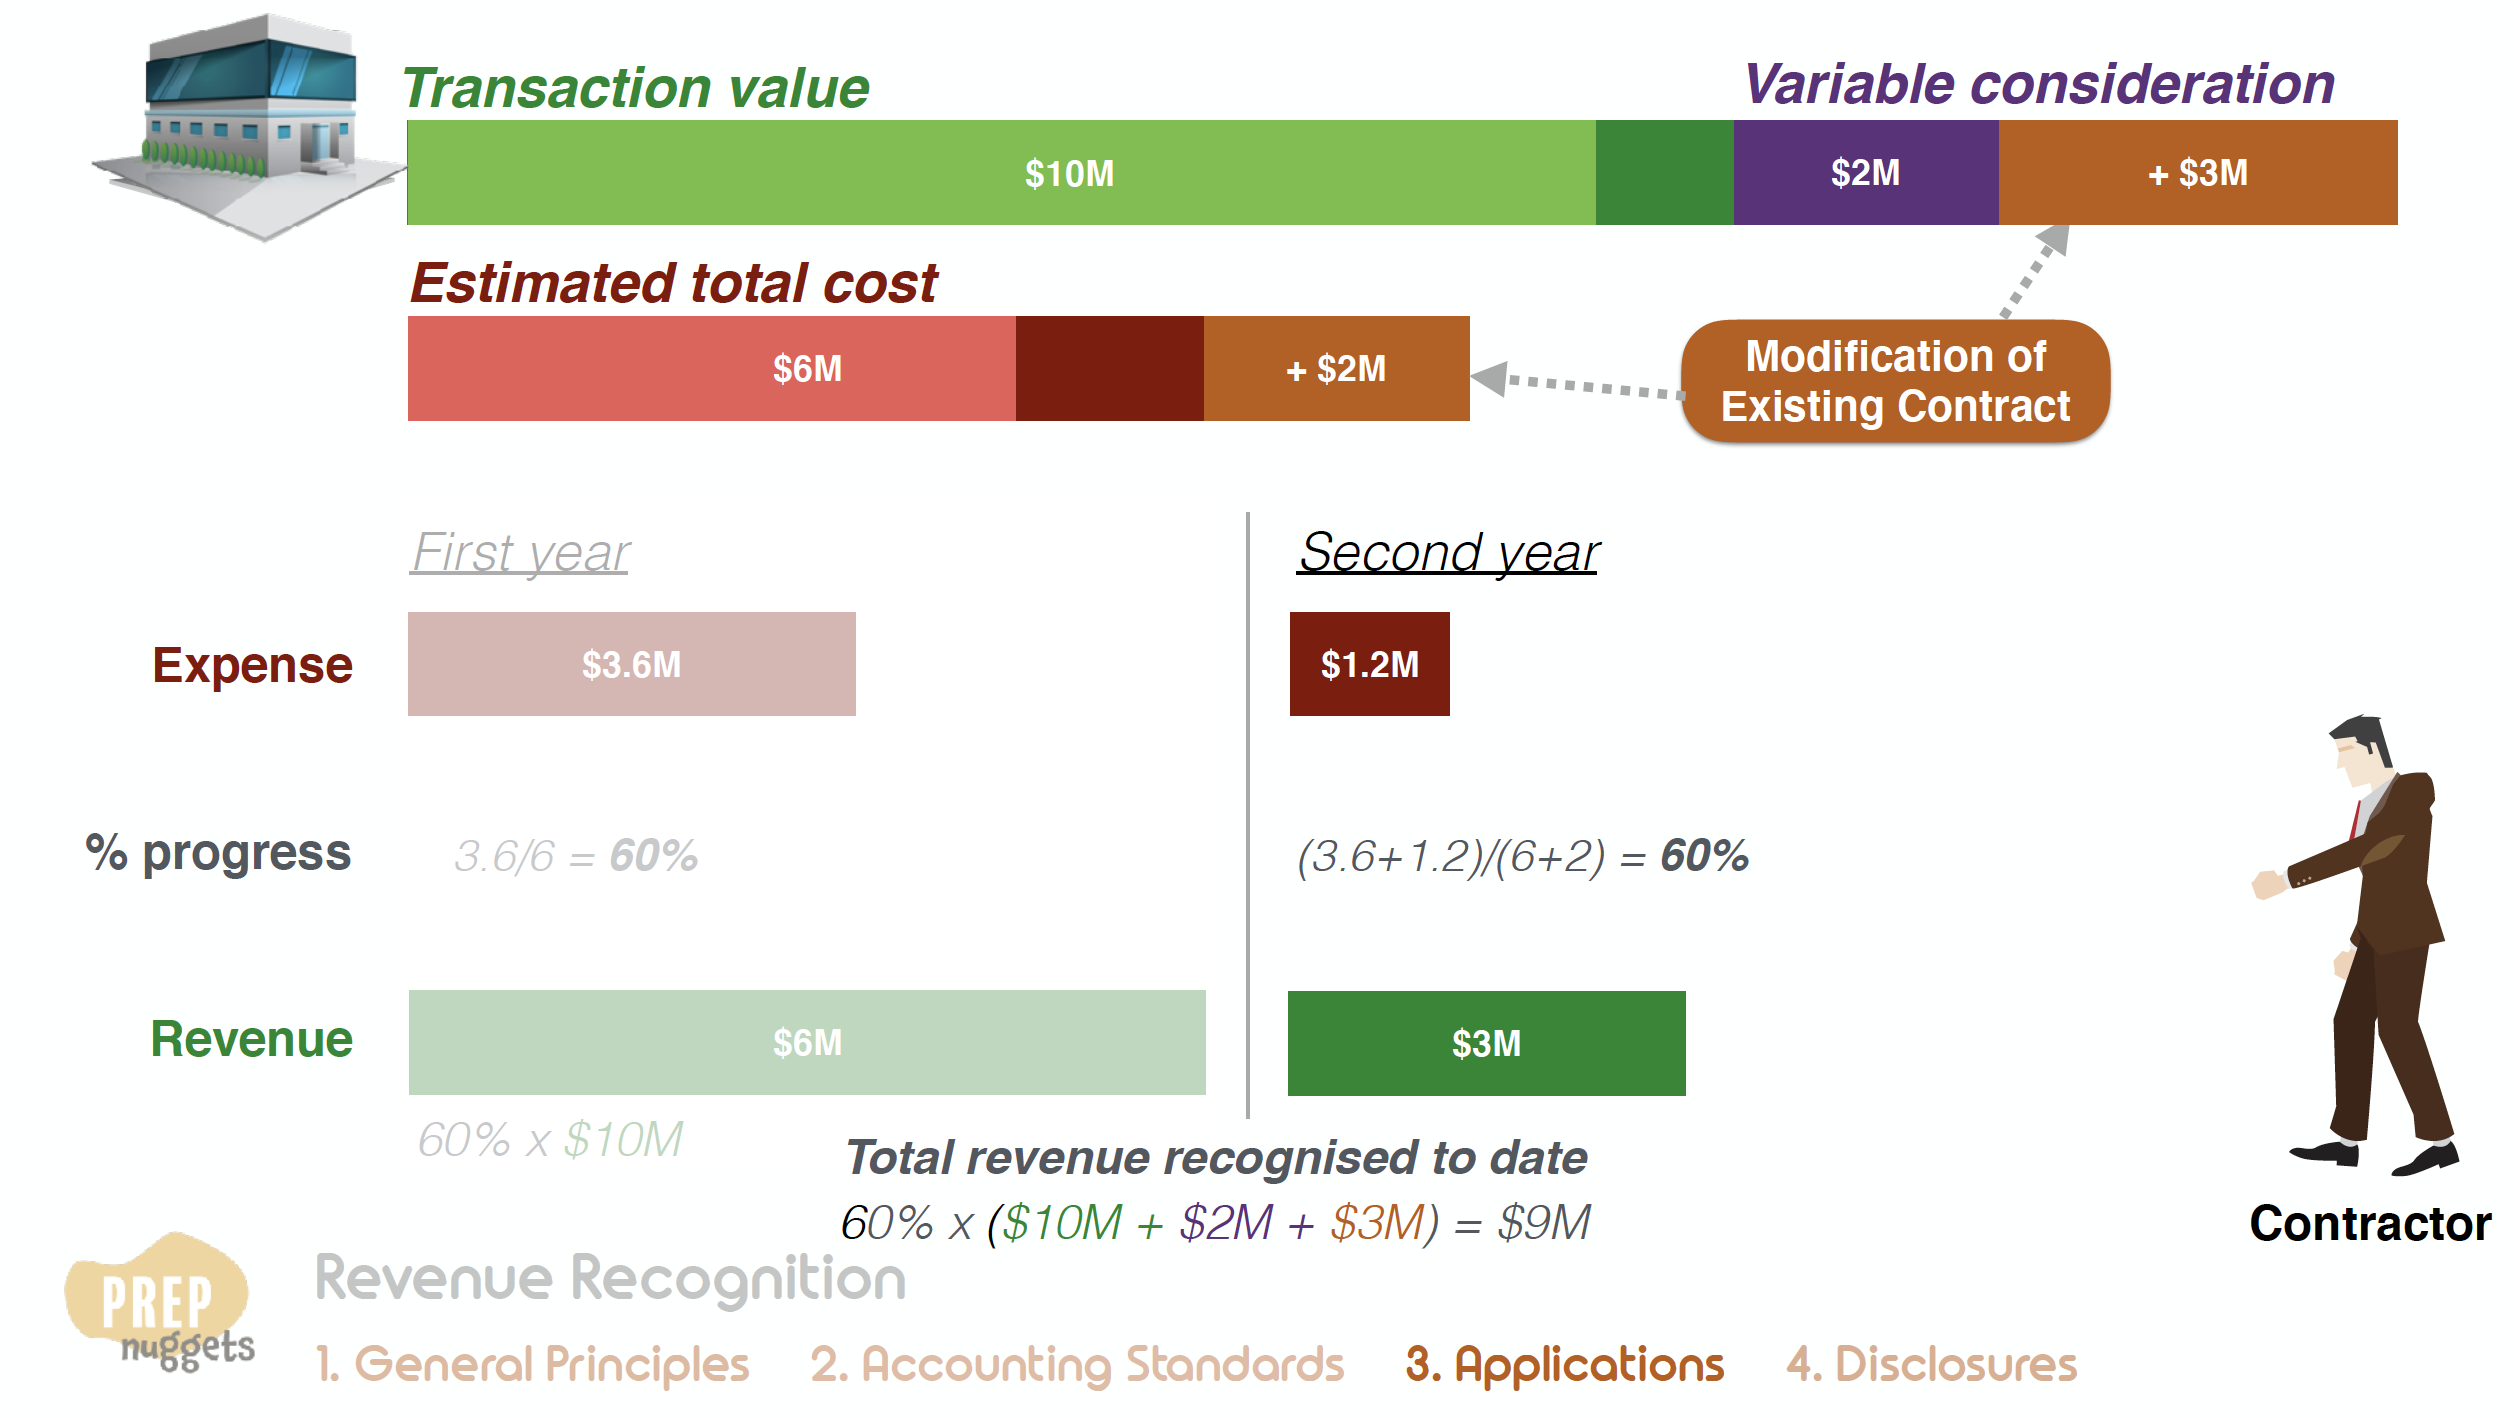 Transaction value
Variable consideration
$10M
$2M
+ $3M
Estimated total cost
$6M
+ $2M
Modification of
Existing Contract
First year
Second year
Expense
$3.6M
$1.2M
% progress
3.6/6 = 60%
(3.6+1.2)/(6+2) = 60%
Revenue
$6M
$3M
60% x $10M
Total revenue recognised to date
60% x ($10M + $2M + $3M) = $9M
Contractor
PREP
nuggets
Revenue Recognition
1. General Principles
2. Accounting Standards
3. Applications
4. Disclosures